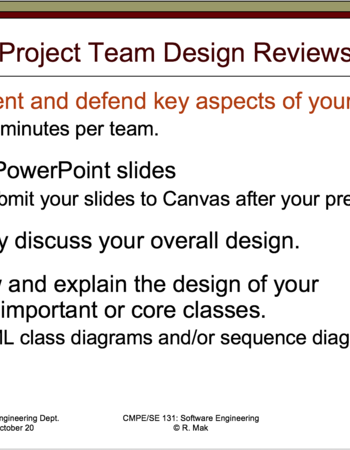 Project Team Design Reviews
ent and defend key aspects of your
minutes per team.
PowerPoint slides
bmit your slides to Canvas after your pre
y discuss your overall design.
and explain the design of your
important or core classes.
ML class diagrams and/or sequence diag
ngineering Dept.
ctober 20
CMPE/SE 131: Software Engineering
© R. Mak